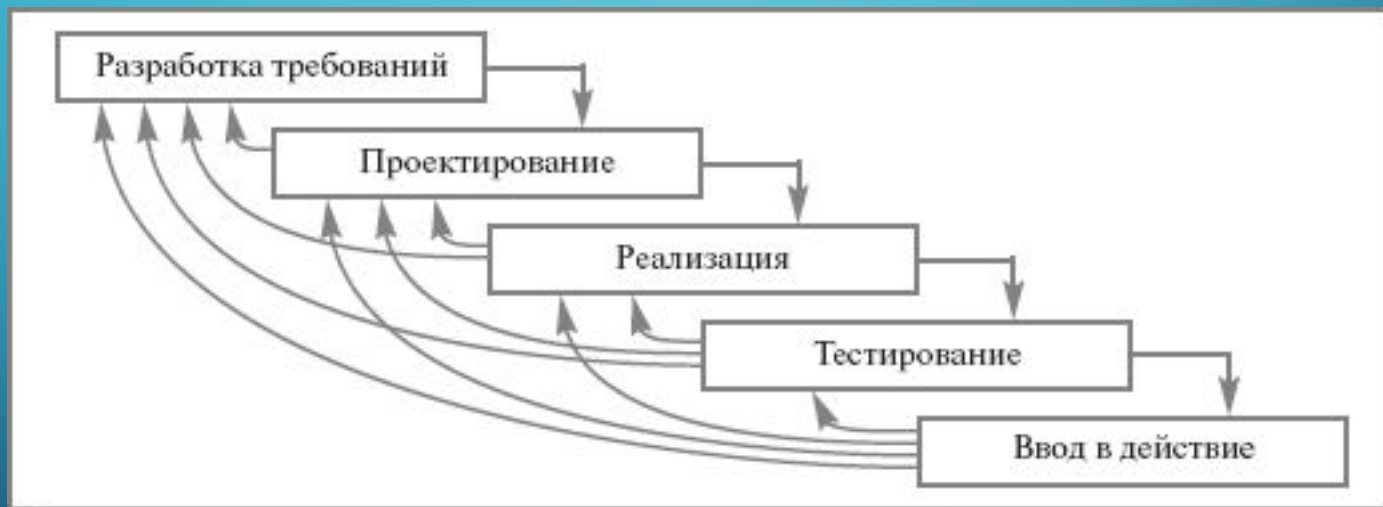 Разработка требований
Проектирование
Реализация
Тестирование
Ввод в действие